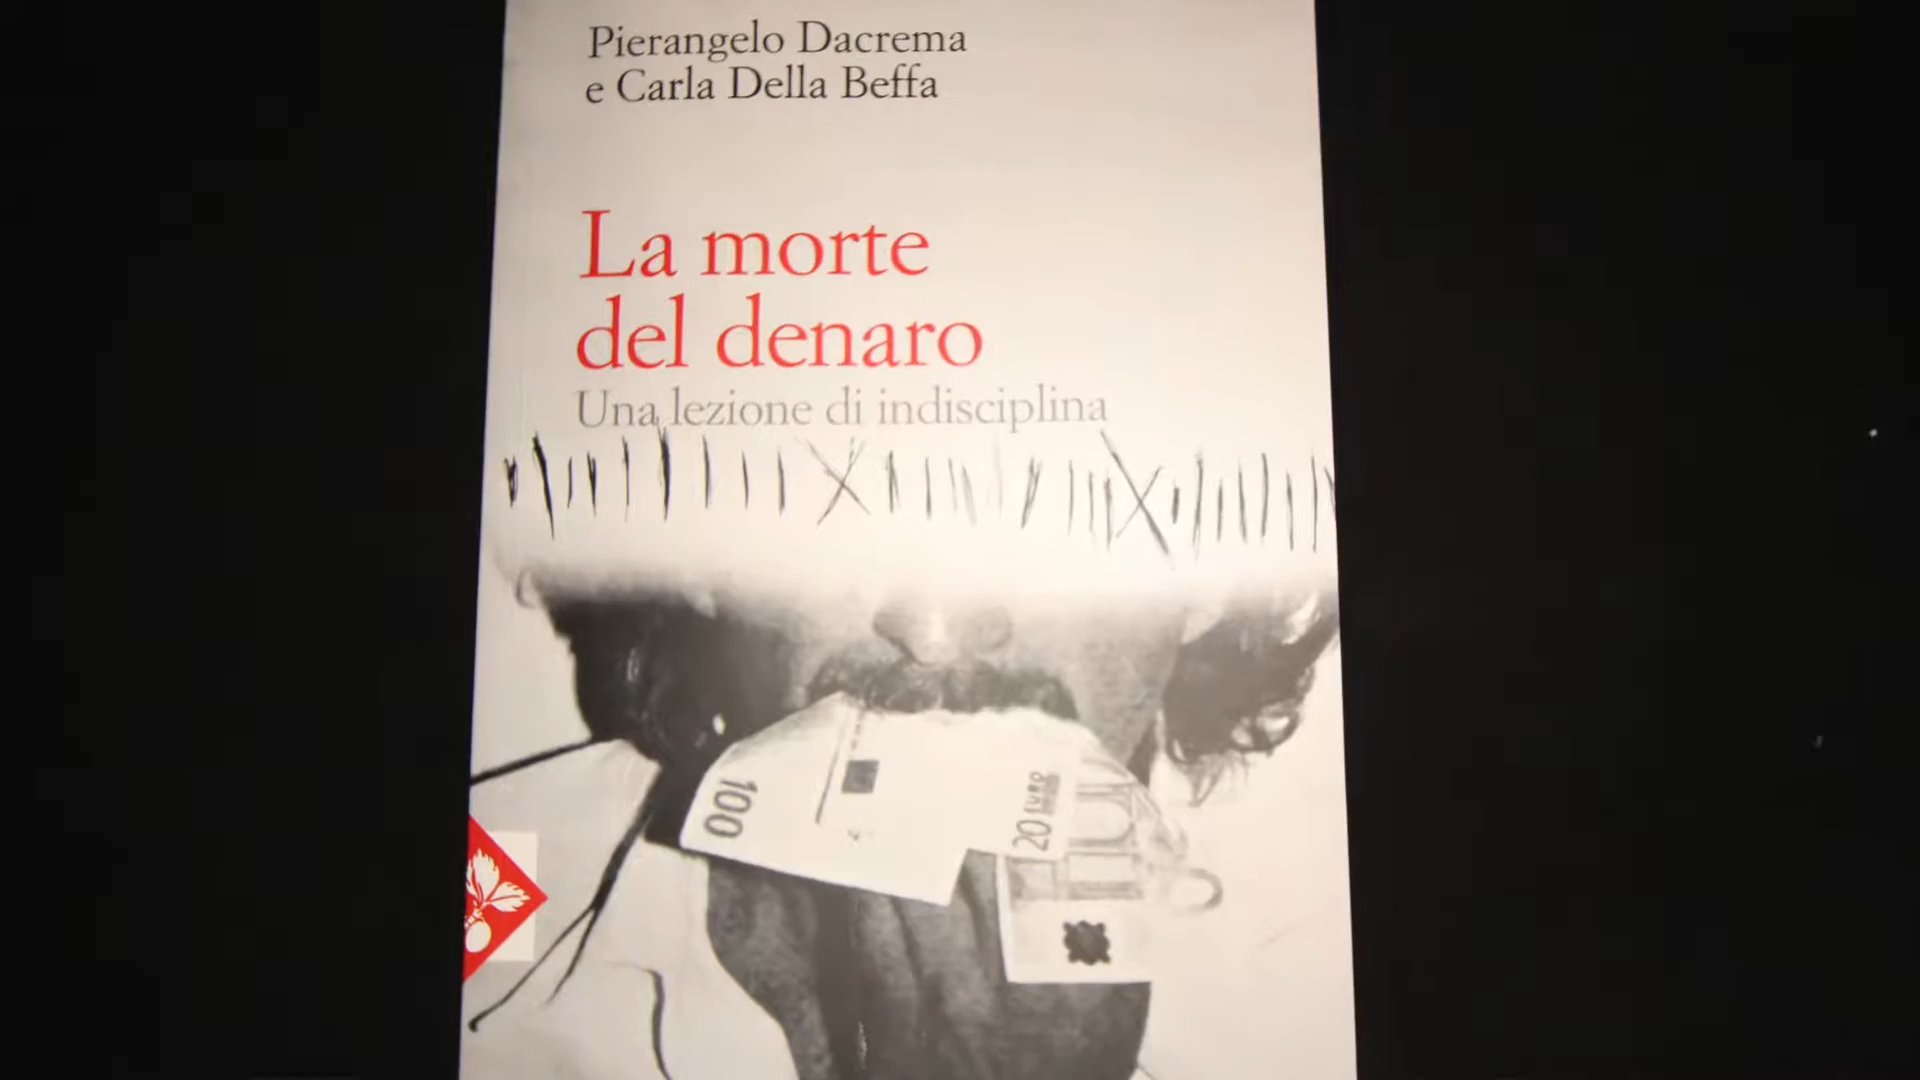 Pierangelo Dacrema
e Carla Della Beffa
La morte
del denaro
Una lezione di indisciplina
100
20 EURO